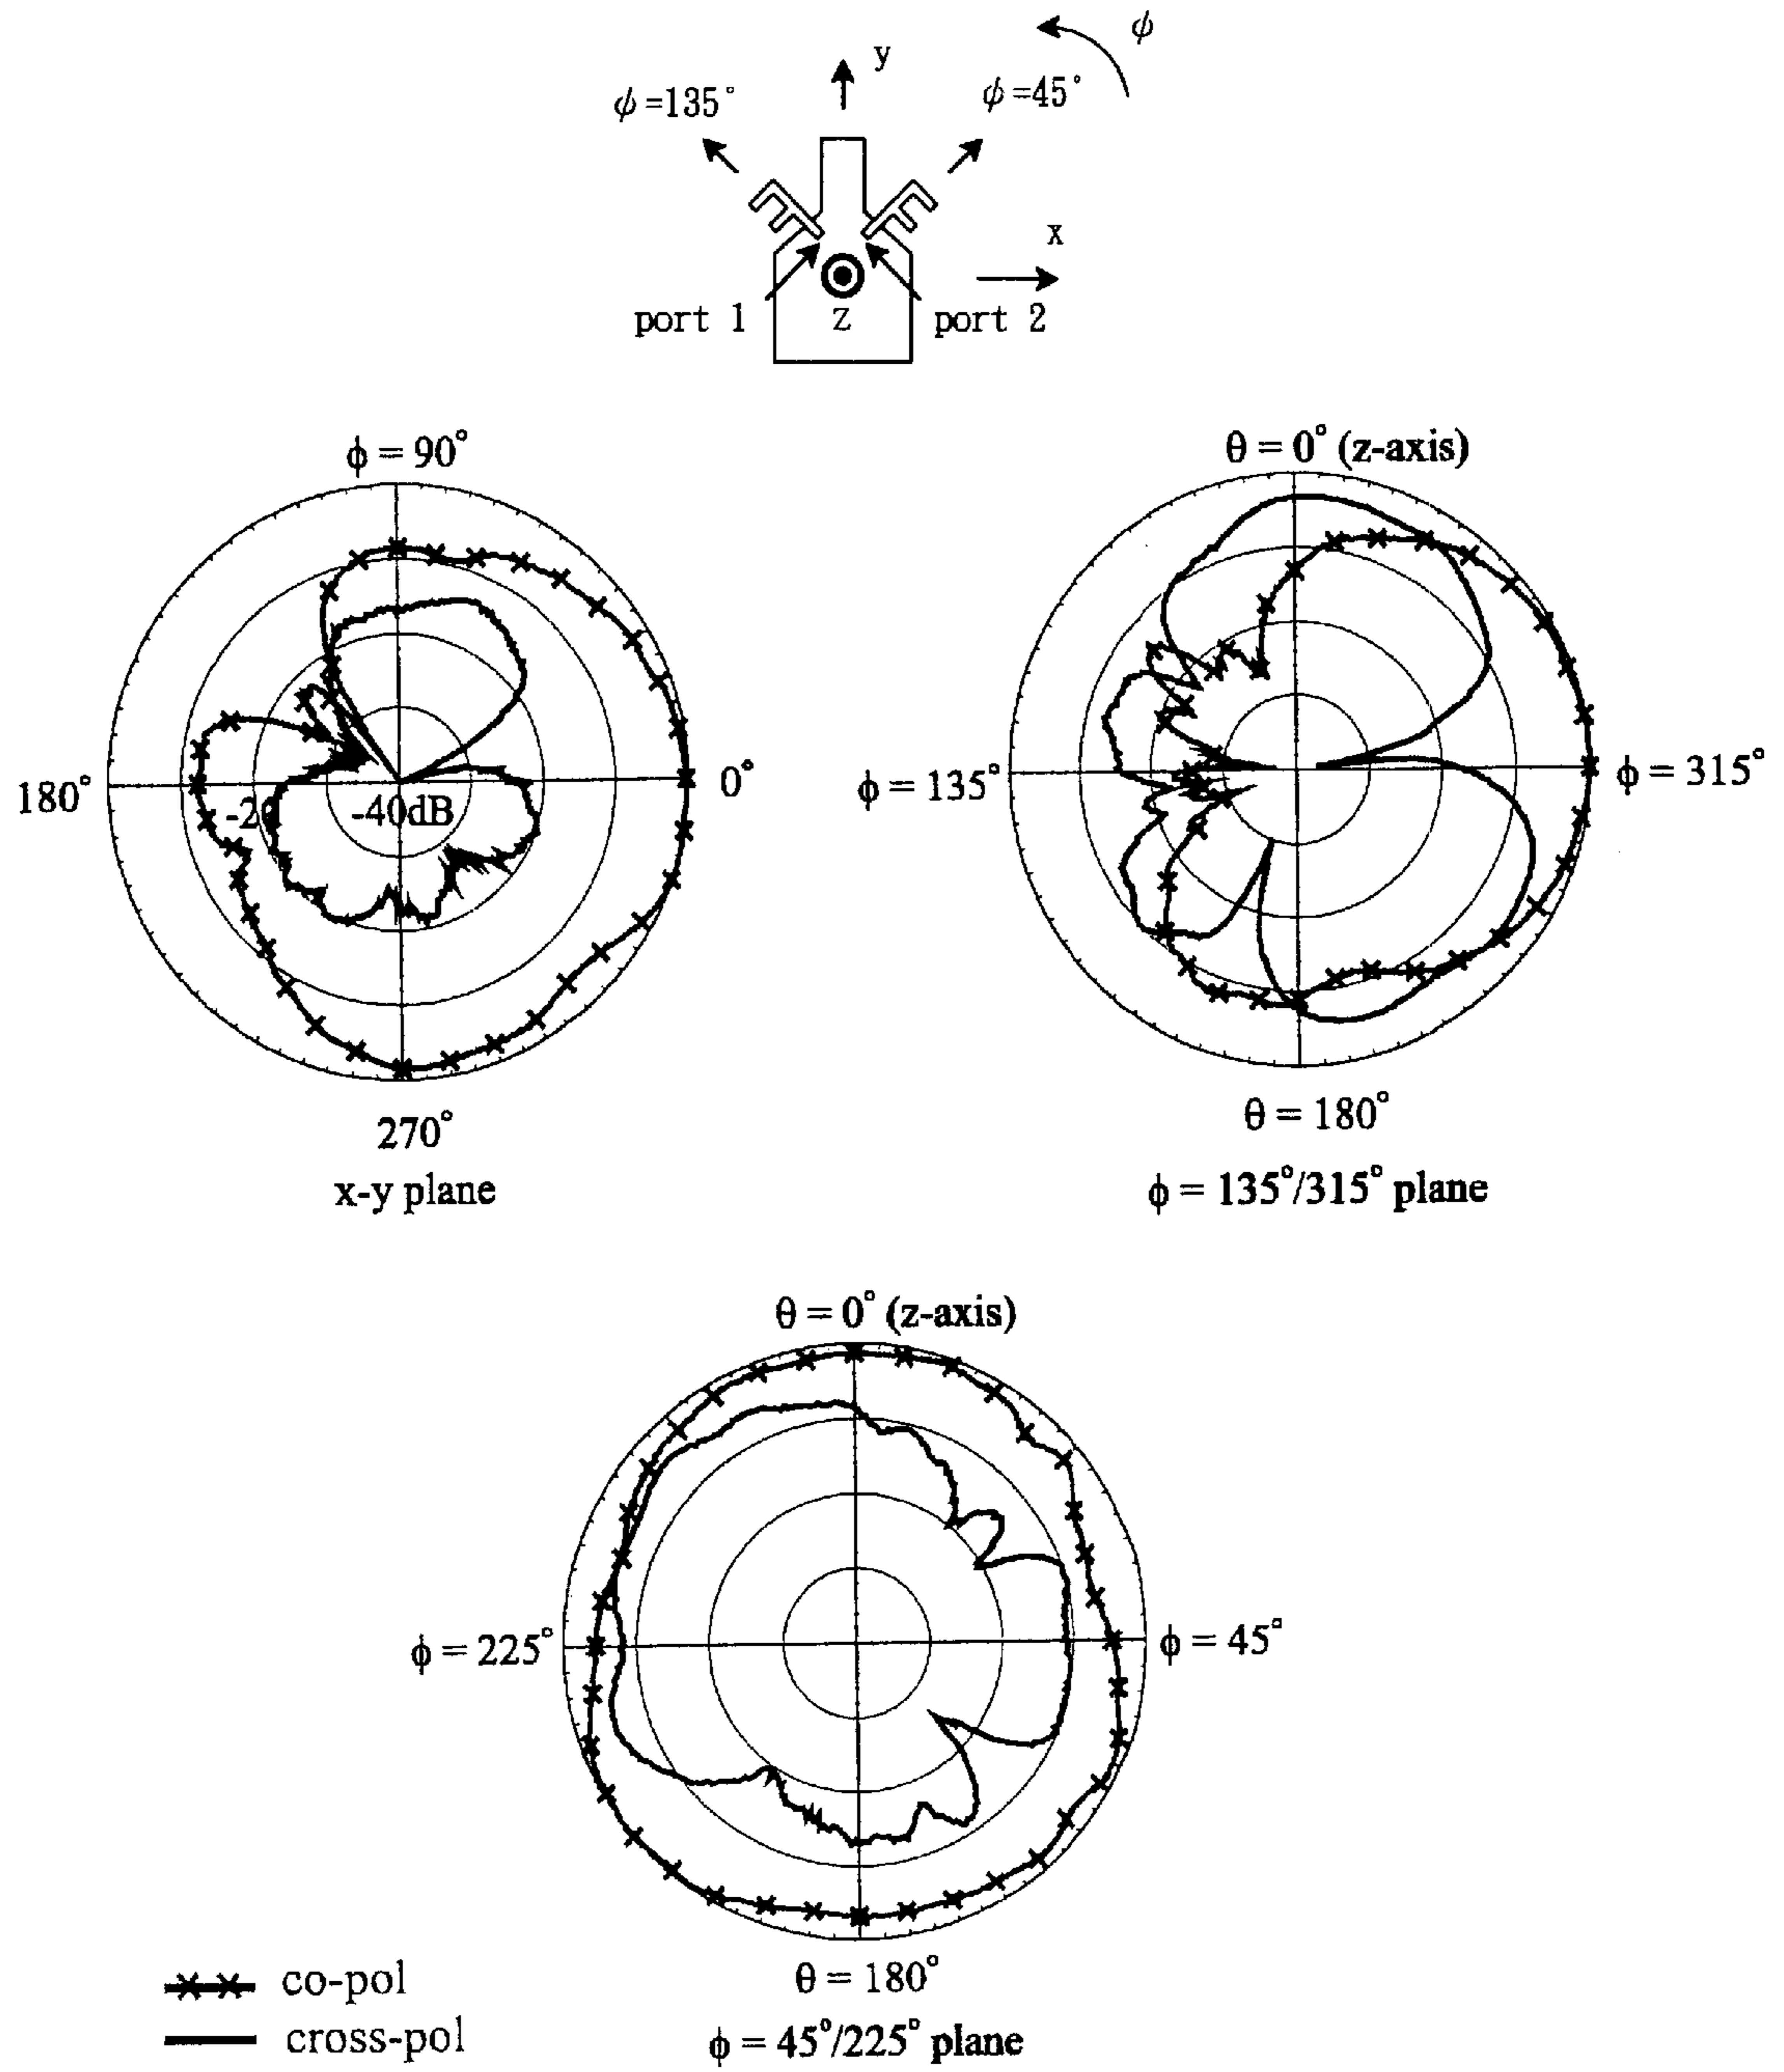 ϕ
y
ϕ=135°
ϕ=45°
x
port 1
Z
port 2
ϕ = 90°
θ = 0° (z-axis)
180°
-40dB
0°
ϕ = 135°
ϕ = 315°
270°
x-y plane
θ = 180°
ϕ = 135°/315° plane
θ = 0° (z-axis)
ϕ = 225°
ϕ = 45°
θ = 180°
ϕ = 45°/225° plane
co-pol
cross-pol